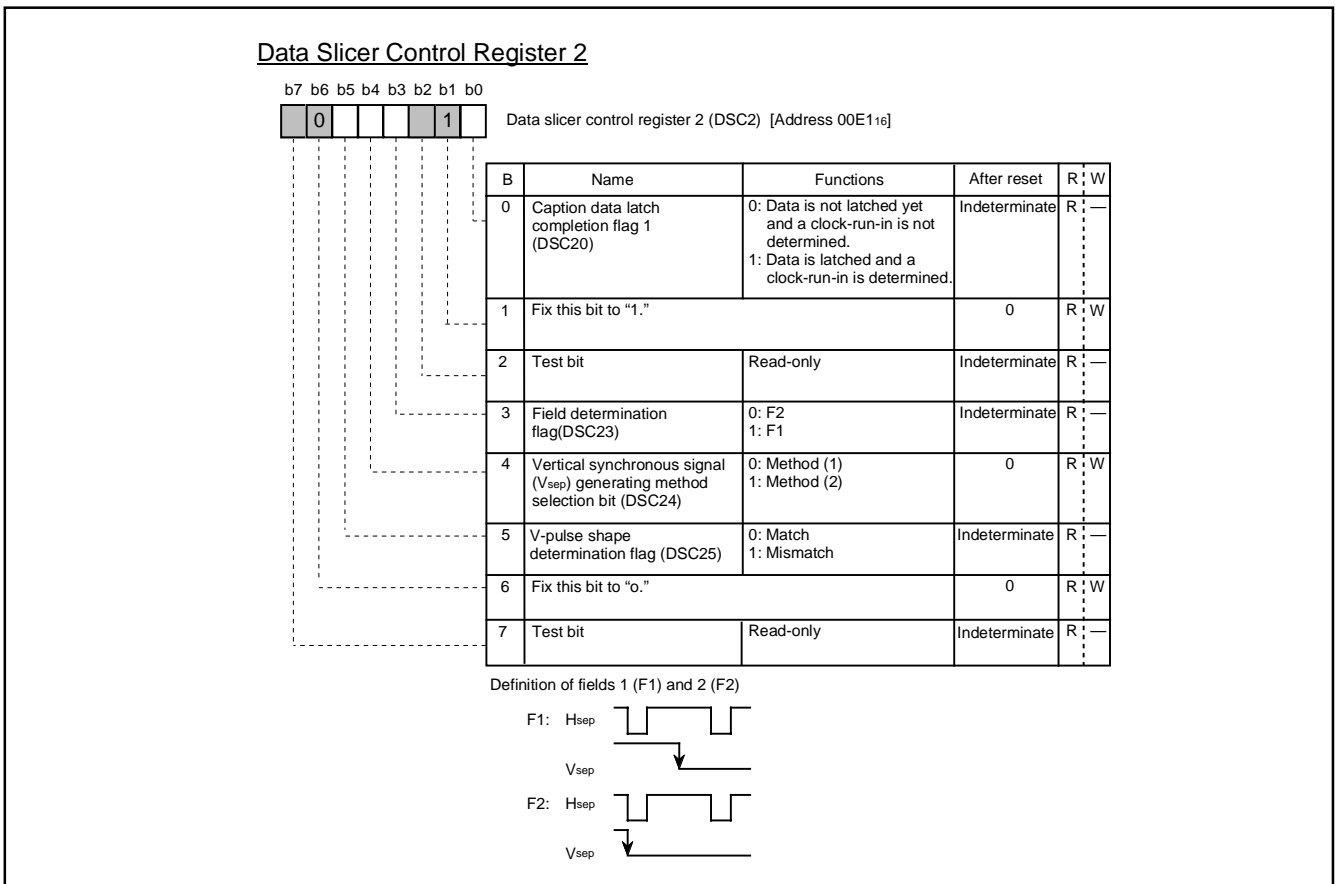 Data Slicer Control Register 2
b7 b6 b5 b4 b3 b2 b1 b0
0 1
Data slicer control register 2 (DSC2) [Address 00E116]
B Name Functions After reset R W
0 Caption data latch completion flag 1 (DSC20) 0: Data is not latched yet and a clock-run-in is not determined. 1: Data is latched and a clock-run-in is determined. Indeterminate R —
1 Fix this bit to “1.” 0 R W
2 Test bit Read-only Indeterminate R —
3 Field determination flag(DSC23) 0: F2 1: F1 Indeterminate R —
4 Vertical synchronous signal (Vsep) generating method selection bit (DSC24) 0: Method (1) 1: Method (2) 0 R W
5 V-pulse shape determination flag (DSC25) 0: Match 1: Mismatch Indeterminate R —
6 Fix this bit to “o.” 0 R W
7 Test bit Read-only Indeterminate R —
Definition of fields 1 (F1) and 2 (F2)
F1: Hsep
Vsep
F2: Hsep
Vsep